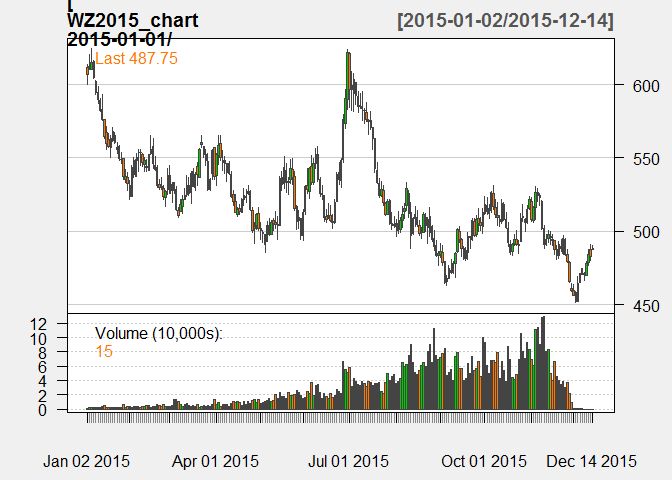 [
WZ2015_chart
2015-01-01/
[2015-01-02/2015-12-14]
Last 487.75
600
550
500
450
Volume (10,000s):
15
12
10
8
6
4
2
0
Jan 02 2015
Apr 01 2015
Jul 01 2015
Oct 01 2015
Dec 14 2015